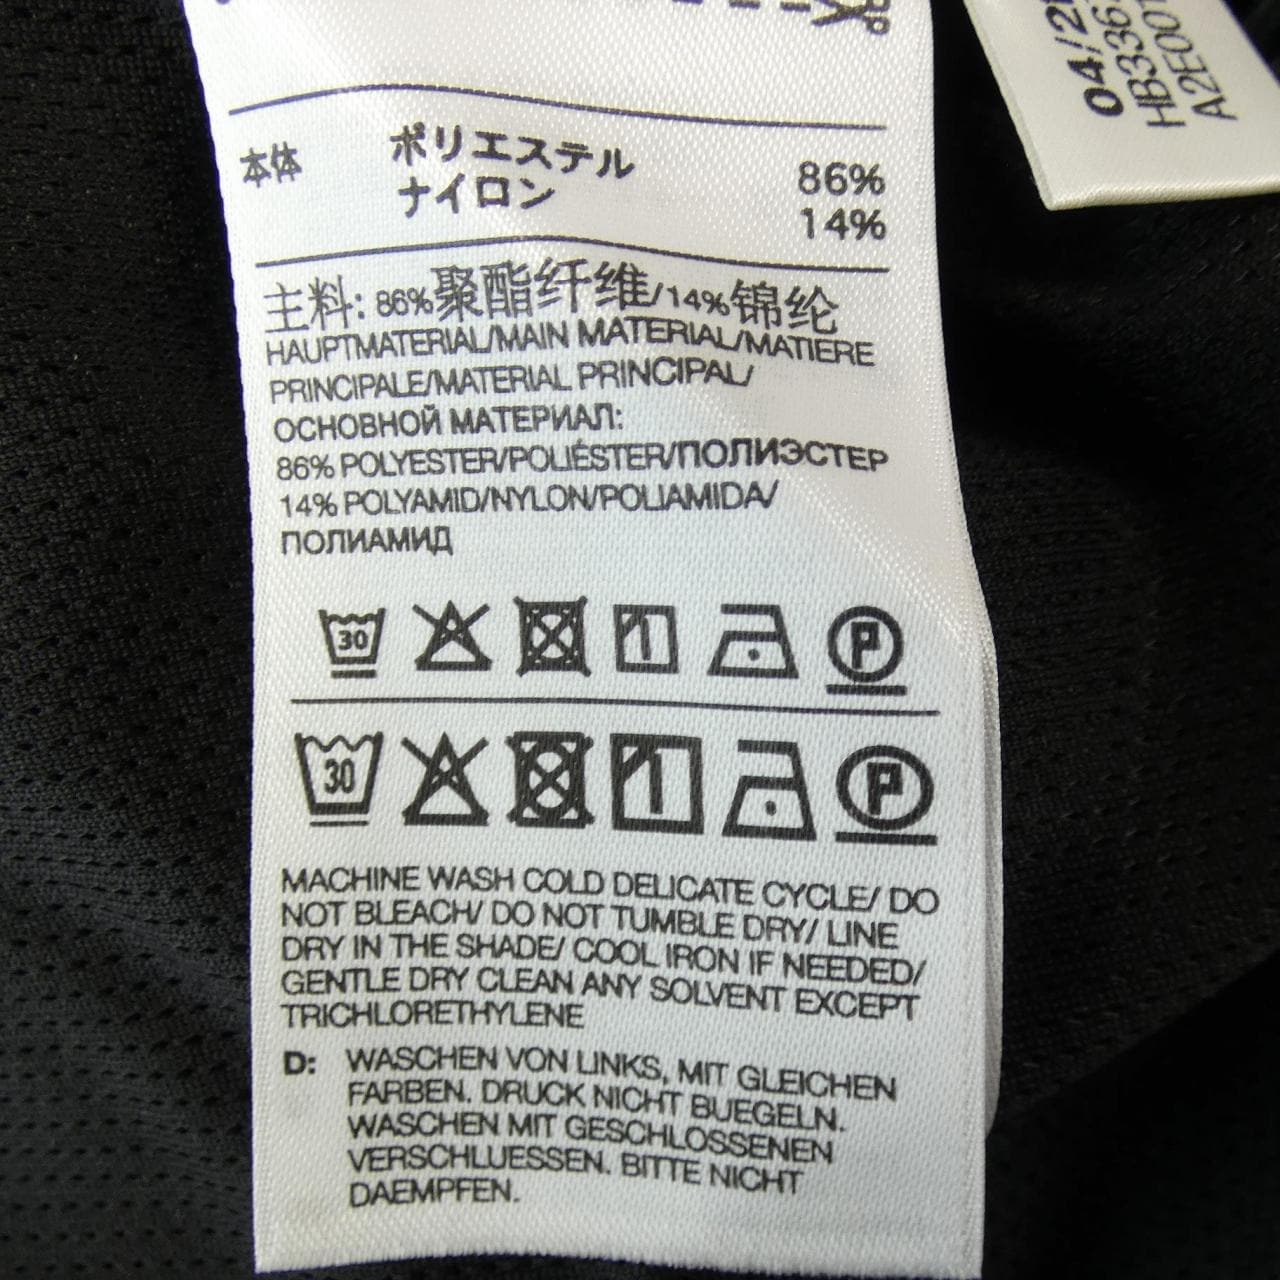 04/2
HB336
A2E001
本体 ポリエステル 86%
ナイロン 14%
主料: 86%聚酯纤维/14%锦纶
HAUPTMATERIAL/MAIN MATERIAL/MATIERE
PRINCIPALE/MATERIAL PRINCIPAL/
ОСНОВНОЙ МАТЕРИАЛ:
86% POLYESTER/POLIÉSTER/ПОЛИЭСТЕР
14% POLYAMID/NYLON/POLIAMIDA/
ПОЛИАМИД
30 P
30 P
MACHINE WASH COLD DELICATE CYCLE/ DO
NOT BLEACH/ DO NOT TUMBLE DRY/ LINE
DRY IN THE SHADE/ COOL IRON IF NEEDED/
GENTLE DRY CLEAN ANY SOLVENT EXCEPT
TRICHLORETHYLENE
D: WASCHEN VON LINKS, MIT GLEICHEN
FARBEN. DRUCK NICHT BUEGELN.
WASCHEN MIT GESCHLOSSENEN
VERSCHLUESSEN. BITTE NICHT
DAEMPFEN.